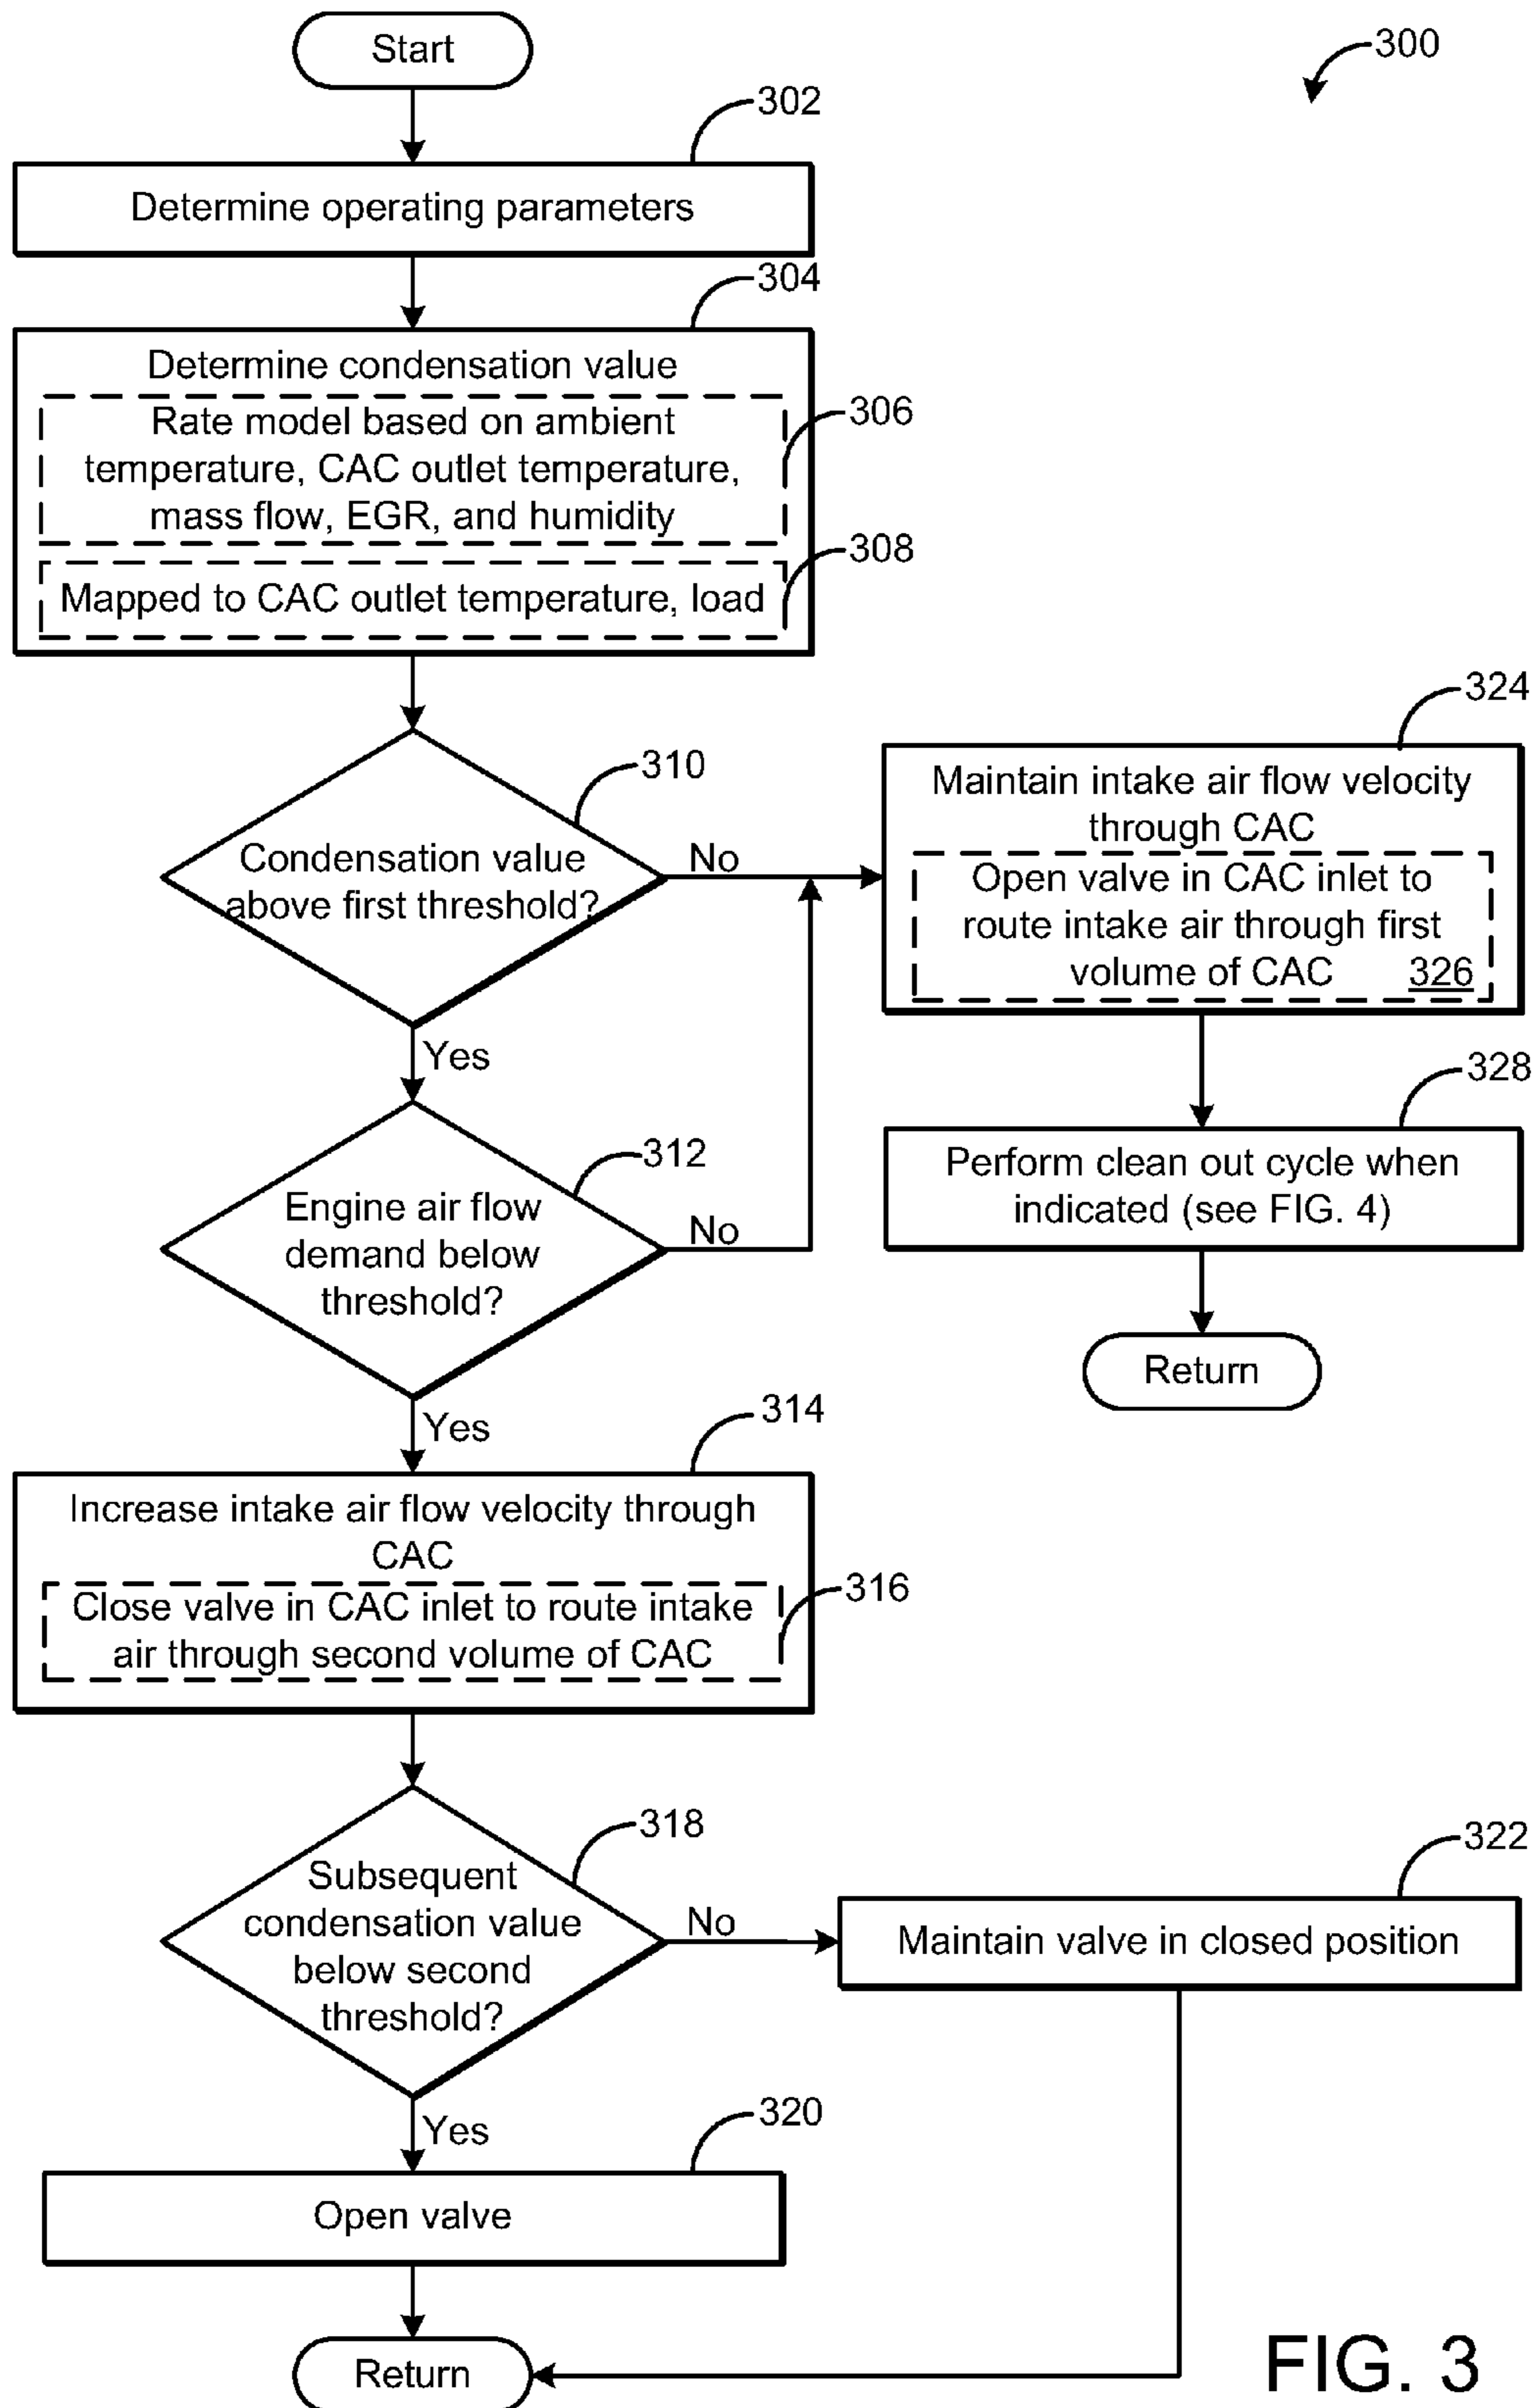 Start
300
302
Determine operating parameters
304
Determine condensation value
Rate model based on ambient
temperature, CAC outlet temperature,
mass flow, EGR, and humidity
306
308
Mapped to CAC outlet temperature, load
310
Condensation value
above first threshold?
No
Yes
324
Maintain intake air flow velocity
through CAC
Open valve in CAC inlet to
route intake air through first
volume of CAC 326
312
Engine air flow
demand below
threshold?
No
Yes
328
Perform clean out cycle when
indicated (see FIG. 4)
Return
314
Increase intake air flow velocity through
CAC
316
Close valve in CAC inlet to route intake
air through second volume of CAC
318
Subsequent
condensation value
below second
threshold?
No
Yes
322
Maintain valve in closed position
320
Open valve
Return
FIG. 3